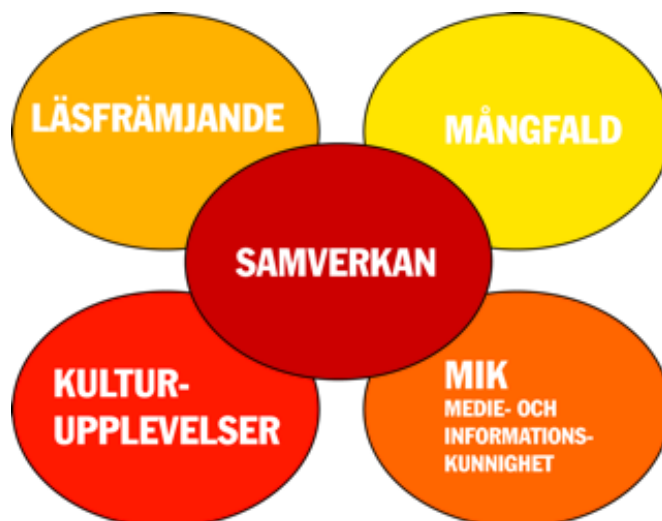 LÄSFRÄMJANDE
MÅNGFALD
SAMVERKAN
KULTUR-
UPPLEVELSER
MIK
MEDIE- OCH
INFORMATIONS-
KUNNIGHET